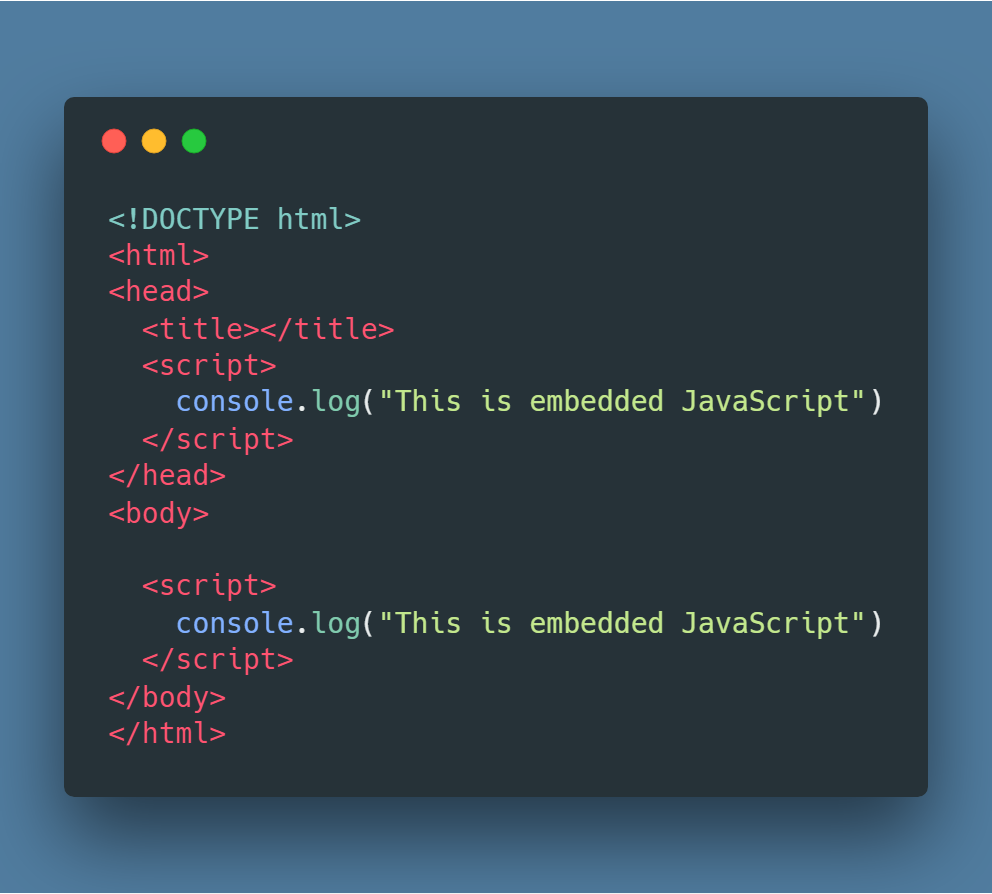 <!DOCTYPE html>
<html>
<head>
  <title></title>
  <script>
    console.log("This is embedded JavaScript")
  </script>
</head>
<body>

  <script>
    console.log("This is embedded JavaScript")
  </script>
</body>
</html>